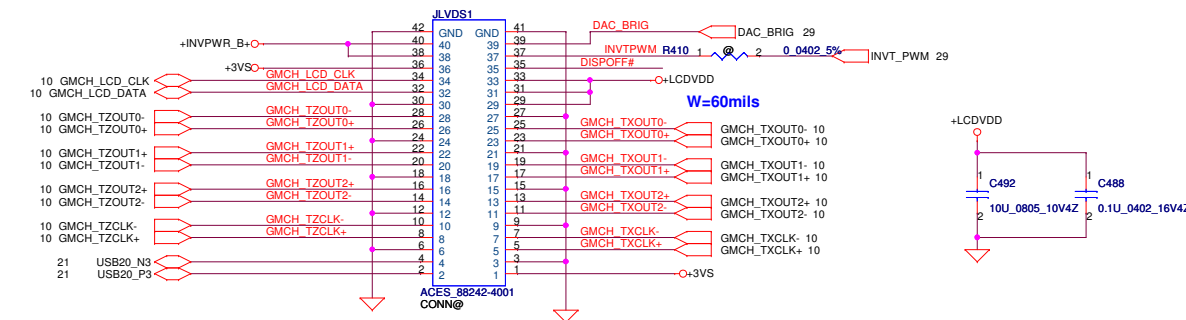 JLVDS1
42 GND GND 41 DAC_BRIG DAC_BRIG 29
+INVPWR_B+ 40 40 39 39
38 38 37 37 INVTPWM R410 1 @ 2 0_0402_5% INVT_PWM 29
+3VS 36 36 35 35 DISPOFF#
10 GMCH_LCD_CLK GMCH_LCD_CLK 34 34 33 33 +LCDVDD
10 GMCH_LCD_DATA GMCH_LCD_DATA 32 32 31 31
30 30 29 29 W=60mils
10 GMCH_TZOUT0- GMCH_TZOUT0- 28 28 27 27
10 GMCH_TZOUT0+ GMCH_TZOUT0+ 26 26 25 25 GMCH_TXOUT0- GMCH_TXOUT0- 10
24 24 23 23 GMCH_TXOUT0+ GMCH_TXOUT0+ 10
10 GMCH_TZOUT1+ GMCH_TZOUT1+ 22 22 21 21
10 GMCH_TZOUT1- GMCH_TZOUT1- 20 20 19 19 GMCH_TXOUT1- GMCH_TXOUT1- 10
18 18 17 17 GMCH_TXOUT1+ GMCH_TXOUT1+ 10
10 GMCH_TZOUT2+ GMCH_TZOUT2+ 16 16 15 15
10 GMCH_TZOUT2- GMCH_TZOUT2- 14 14 13 13 GMCH_TXOUT2+ GMCH_TXOUT2+ 10
12 12 11 11 GMCH_TXOUT2- GMCH_TXOUT2- 10
10 GMCH_TZCLK- GMCH_TZCLK- 10 10 9 9
10 GMCH_TZCLK+ GMCH_TZCLK+ 8 8 7 7 GMCH_TXCLK- GMCH_TXCLK- 10
6 6 5 5 GMCH_TXCLK+ GMCH_TXCLK+ 10
21 USB20_N3 4 4 3 3
21 USB20_P3 2 2 1 1 +3VS
ACES_88242-4001
CONN@
+LCDVDD
1 C492 1 C488
2 10U_0805_10V4Z 2 0.1U_0402_16V4Z